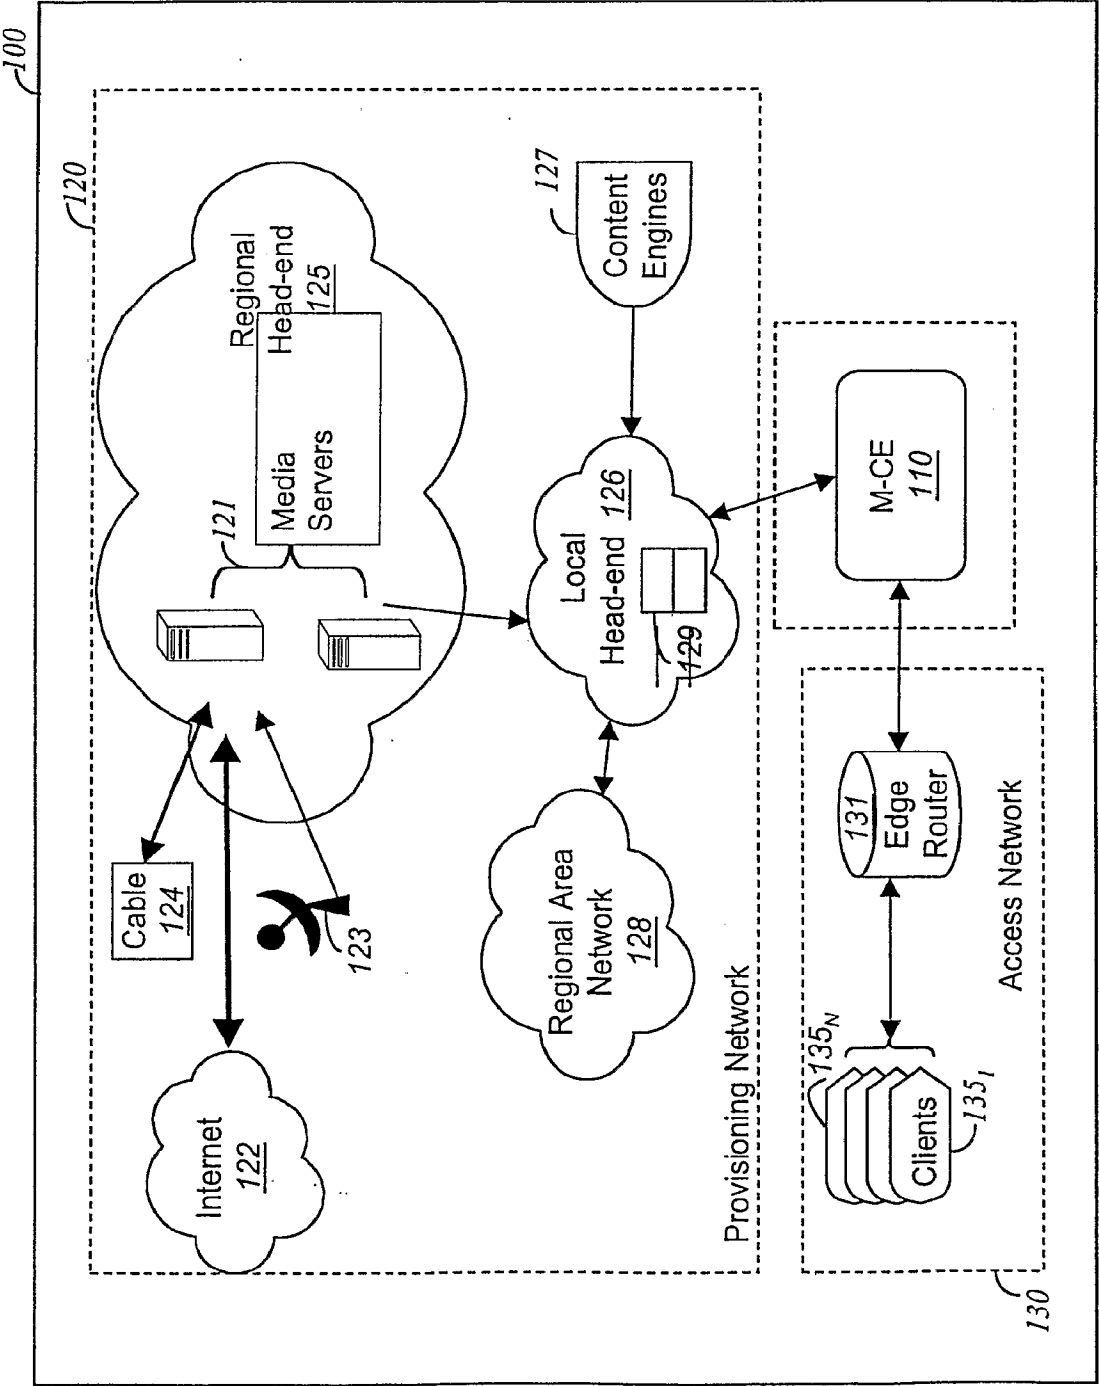 100
120
Internet
122
Cable
124
123
121
Media
Servers
Regional
Head-end
125
Regional Area
Network
128
Local
Head-end
126
129
127
Content
Engines
Provisioning Network
M-CE
110
135N
Clients
1351
131
Edge
Router
Access Network
130